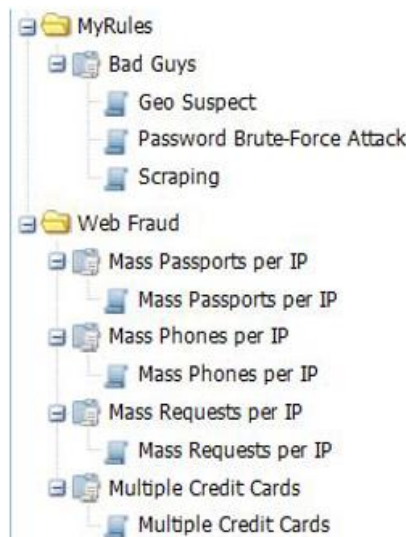 MyRules
Bad Guys
Geo Suspect
Password Brute-Force Attack
Scraping
Web Fraud
Mass Passports per IP
Mass Passports per IP
Mass Phones per IP
Mass Phones per IP
Mass Requests per IP
Mass Requests per IP
Multiple Credit Cards
Multiple Credit Cards